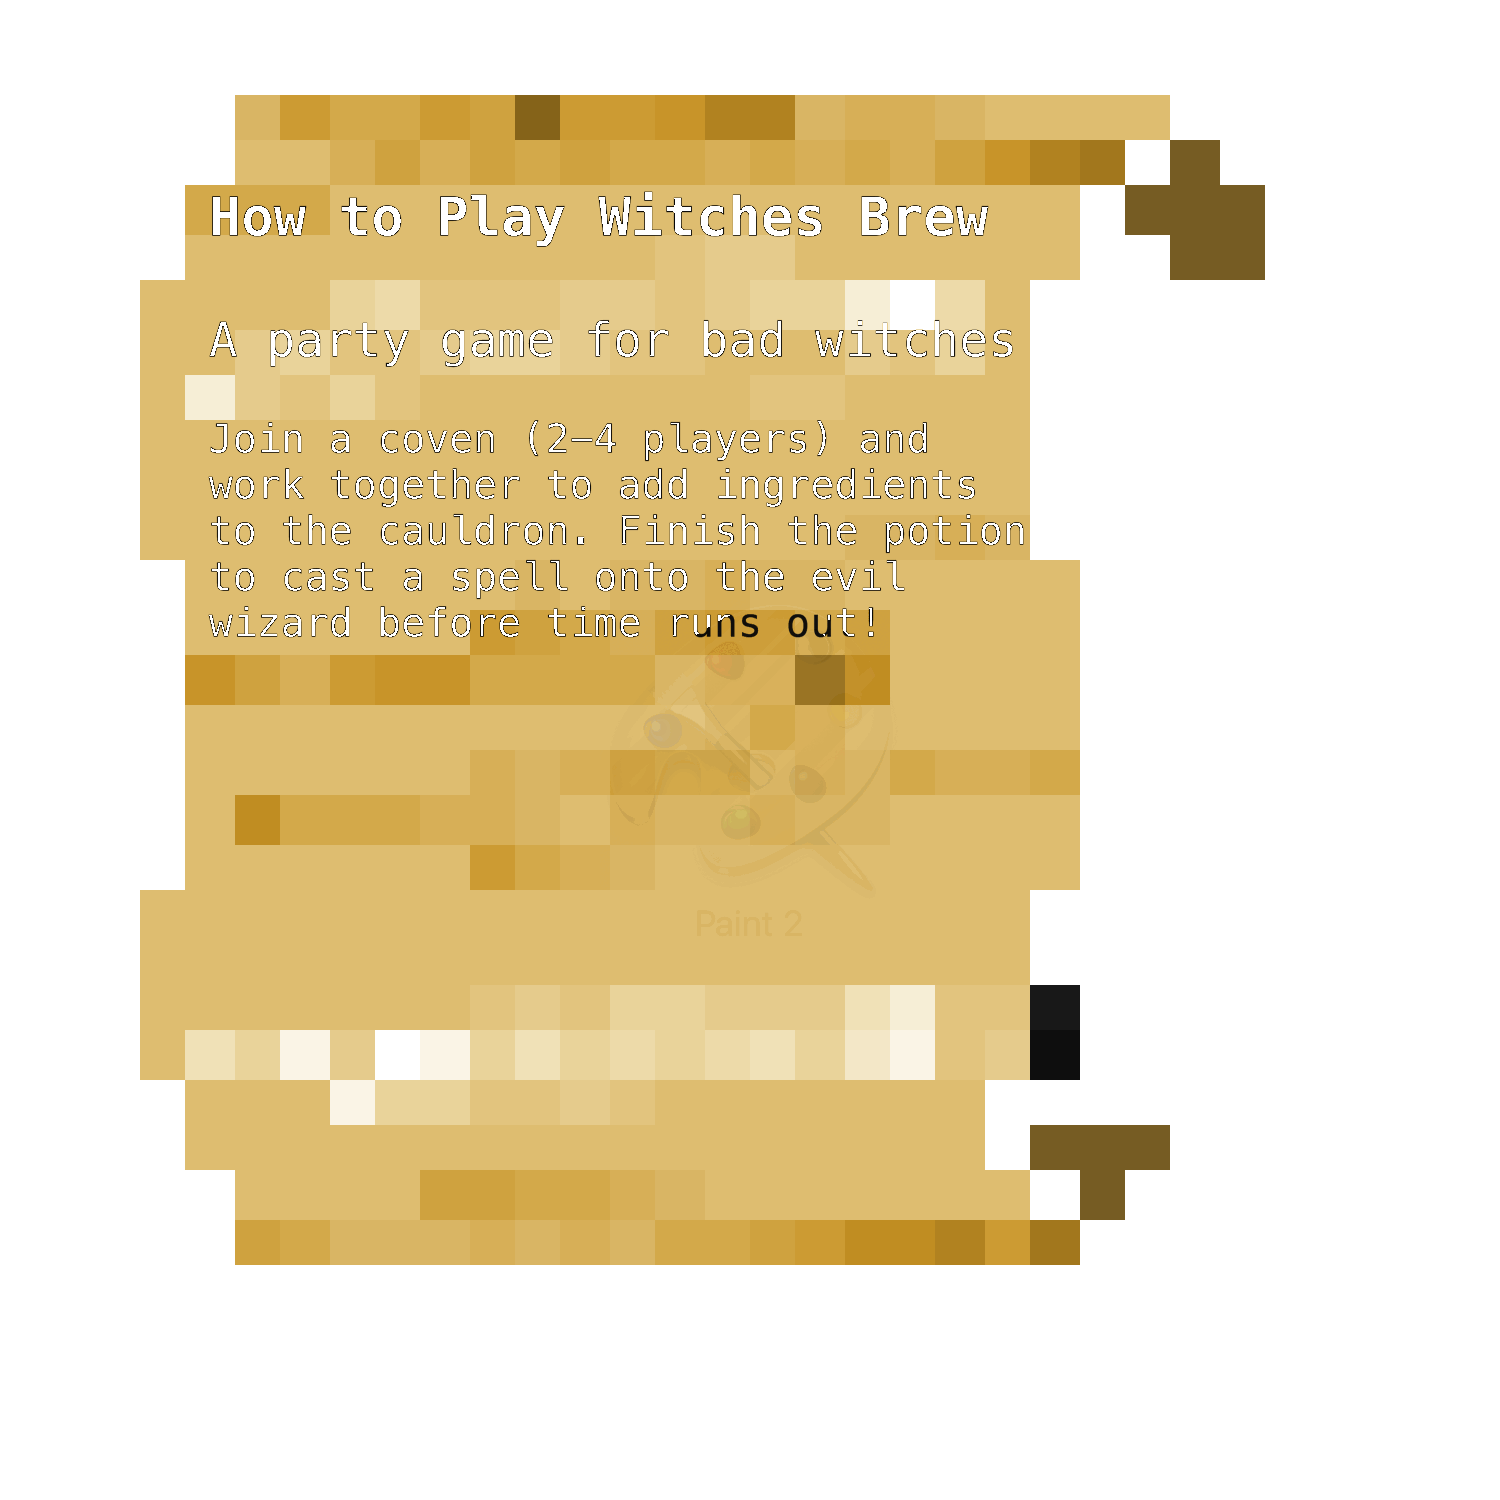 How to Play Witches Brew
A party game for bad witches
Join a coven (2–4 players) and
work together to add ingredients
to the cauldron. Finish the potion
to cast a spell onto the evil
wizard before time runs out!
Paint 2